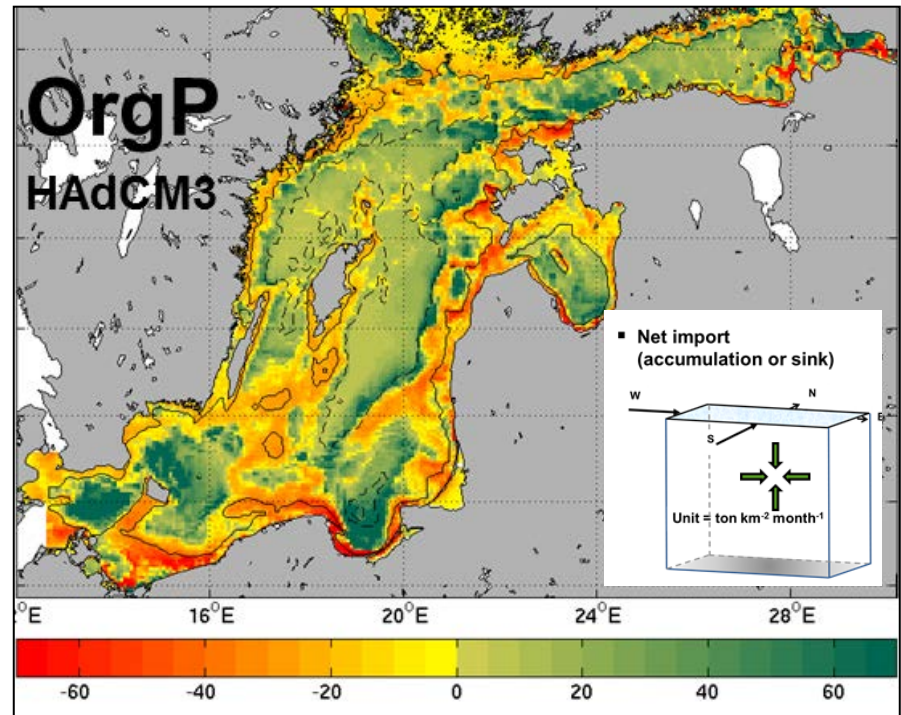 OrgP
HAdCM3
▪ Net import
(accumulation or sink)
W
N
E
S
Unit = ton km⁻² month⁻¹
2°E
16°E
20°E
24°E
28°E
-60
-40
-20
0
20
40
60